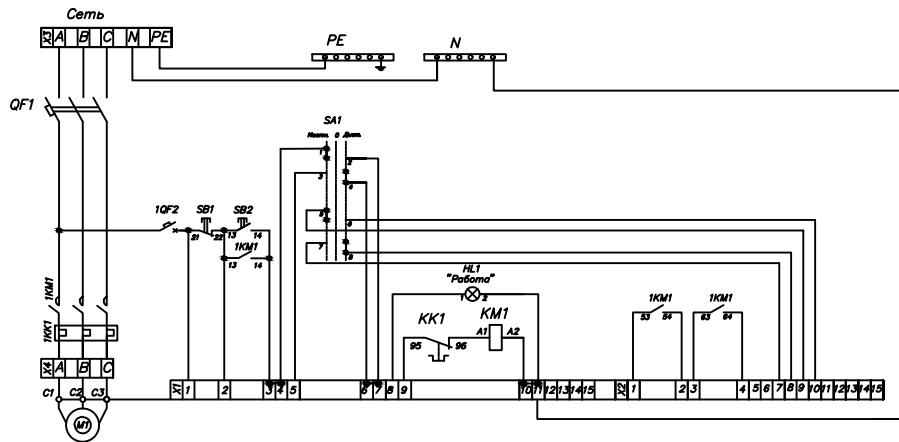 Сеть
X3 A B C N PE
PE
N
QF1
SA1
Местн. 0 Дист.
1
2
3
4
5
6
7
8
1QF2 SB1 SB2
21 22 13 14
1KM1
13 14
HL1
"Работа"
1 2
KK1 KM1
95 96 A1 A2
1KM1 1KM1
53 54 63 64
1KM1
1KK1
X4 A B C
X1 1 2 3 4 5 6 7 8 9 10 11 12 13 14 15
X2 1 2 3 4 5 6 7 8 9 10 11 12 13 14 15
C1 C2 C3
M1